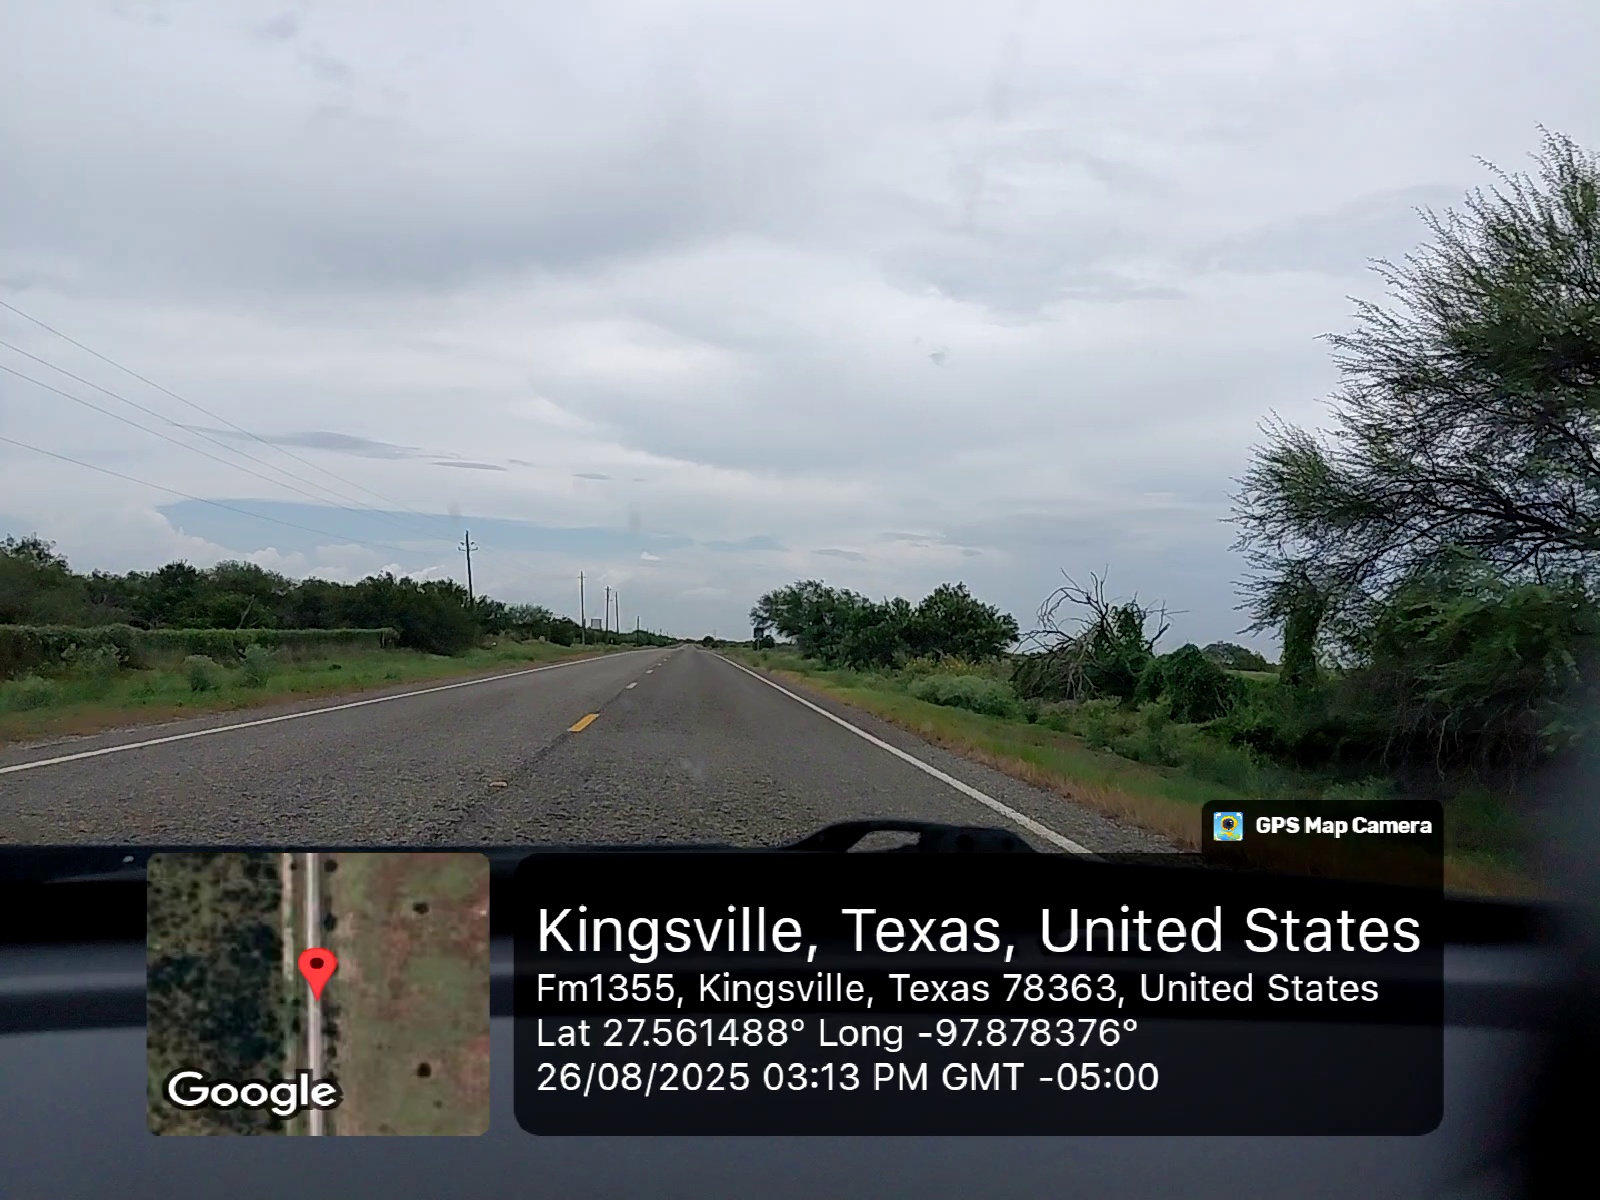 GPS Map Camera
Kingsville, Texas, United States
Fm1355, Kingsville, Texas 78363, United States
Lat 27.561488° Long -97.878376°
26/08/2025 03:13 PM GMT -05:00
Google